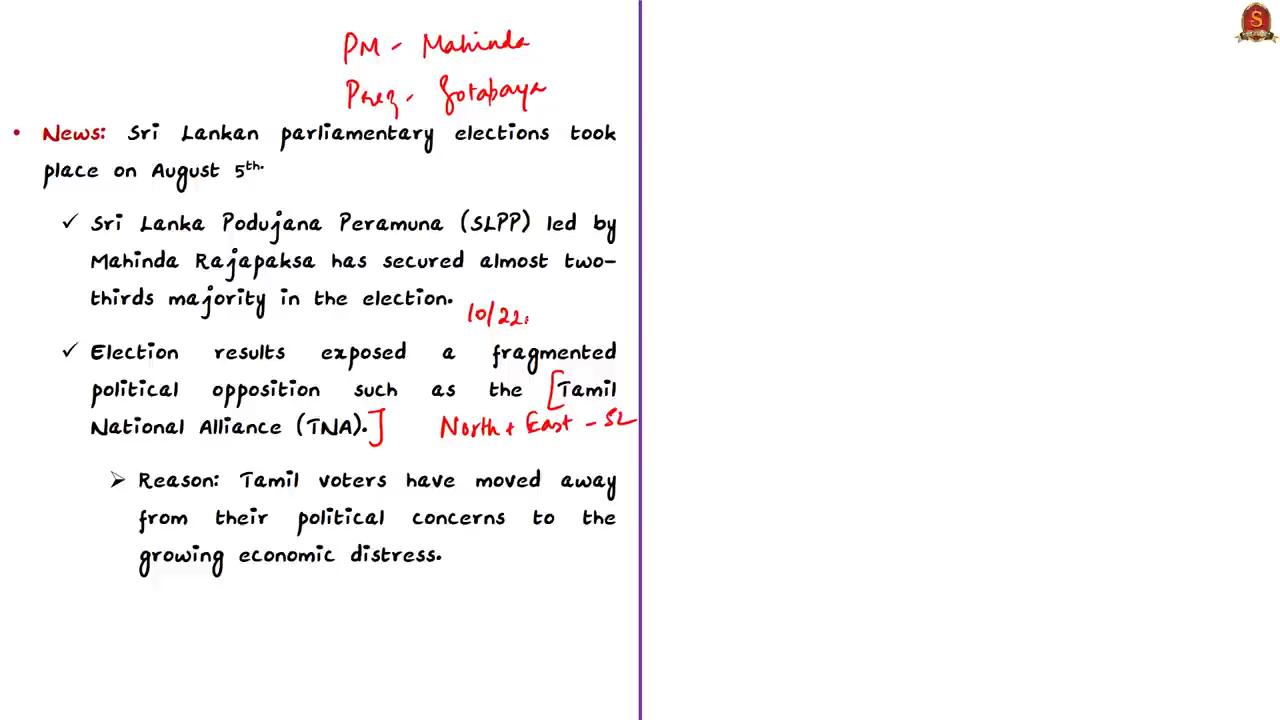 PM - Mahinda
Prez - Gotabaya
• News: Sri Lankan parliamentary elections took
place on August 5th.
✓ Sri Lanka Podujana Peramuna (SLPP) led by
Mahinda Rajapaksa has secured almost two-
thirds majority in the election.
10/22.
✓ Election results exposed a fragmented
political opposition such as the [Tamil
National Alliance (TNA).] North + East - SL
➢ Reason: Tamil voters have moved away
from their political concerns to the
growing economic distress.
S